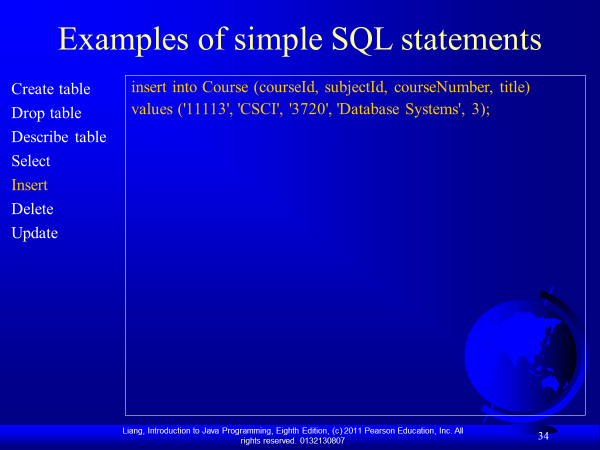 Examples of simple SQL statements
Create table
Drop table
Describe table
Select
Insert
Delete
Update
insert into Course (courseId, subjectId, courseNumber, title)
values ('11113', 'CSCI', '3720', 'Database Systems', 3);
Liang, Introduction to Java Programming, Eighth Edition, (c) 2011 Pearson Education, Inc. All
rights reserved. 0132130807
34